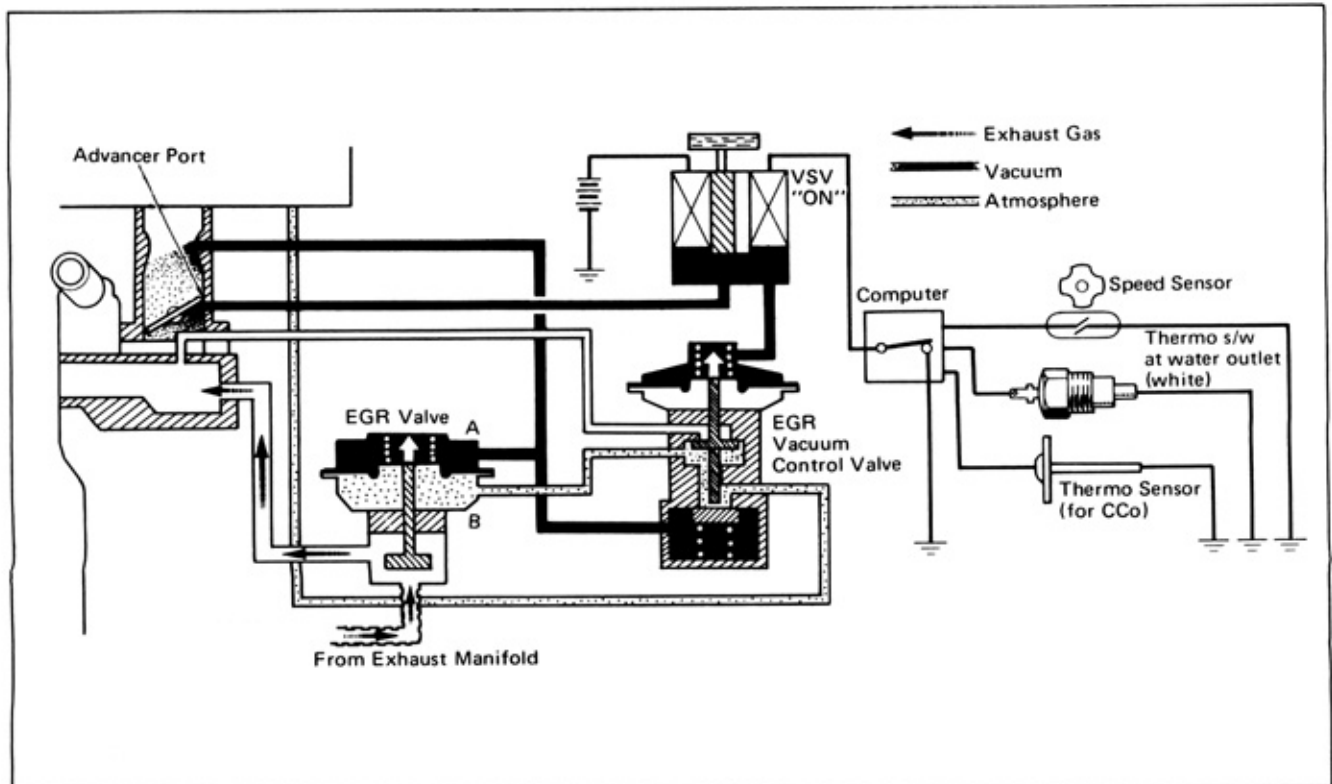 Advancer Port
VSV
"ON"
Exhaust Gas
Vacuum
Atmosphere
Computer
Speed Sensor
Thermo s/w
at water outlet
(white)
EGR Valve
A
B
EGR
Vacuum
Control Valve
Thermo Sensor
(for CCo)
From Exhaust Manifold